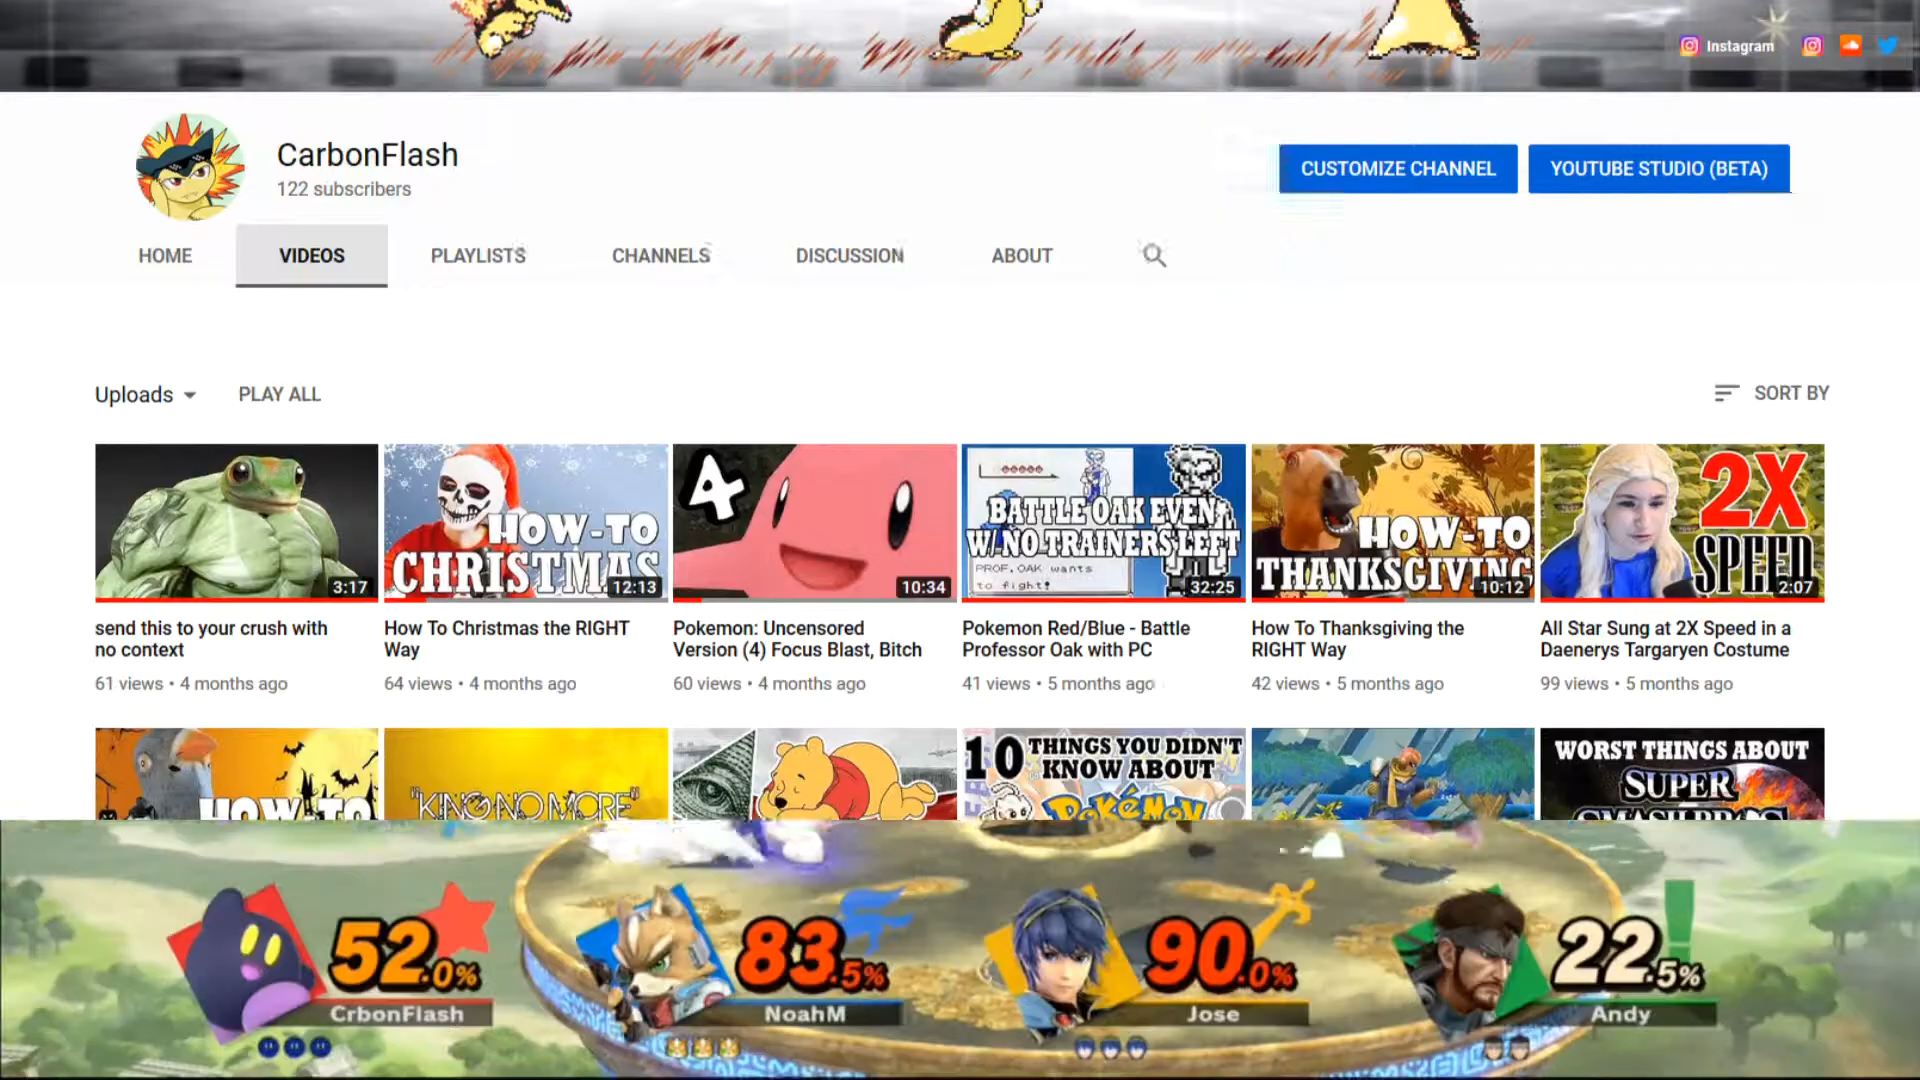 Instagram
CarbonFlash
122 subscribers
CUSTOMIZE CHANNEL
YOUTUBE STUDIO (BETA)
HOME
VIDEOS
PLAYLISTS
CHANNELS
DISCUSSION
ABOUT
Uploads
PLAY ALL
SORT BY
3:17
HOW-TO
CHRISTMAS
12:13
4
10:34
BATTLE OAK EVEN
W/ NO TRAINERS LEFT
PROF. OAK wants
to fight!
32:25
HOW-TO
THANKSGIVING
10:12
2X
SPEED
2:07
send this to your crush with
no context
61 views • 4 months ago
How To Christmas the RIGHT
Way
64 views • 4 months ago
Pokemon: Uncensored
Version (4) Focus Blast, Bitch
60 views • 4 months ago
Pokemon Red/Blue - Battle
Professor Oak with PC
41 views • 5 months ago
How To Thanksgiving the
RIGHT Way
42 views • 5 months ago
All Star Sung at 2X Speed in a
Daenerys Targaryen Costume
99 views • 5 months ago
HOW-TO
"KING NO MORE"
10 THINGS YOU DIDN'T
KNOW ABOUT
Pokémon
WORST THINGS ABOUT
SUPER
SMASH BROS
52.0%
CrbonFlash
83.5%
NoahM
90.0%
Jose
22.5%
Andy